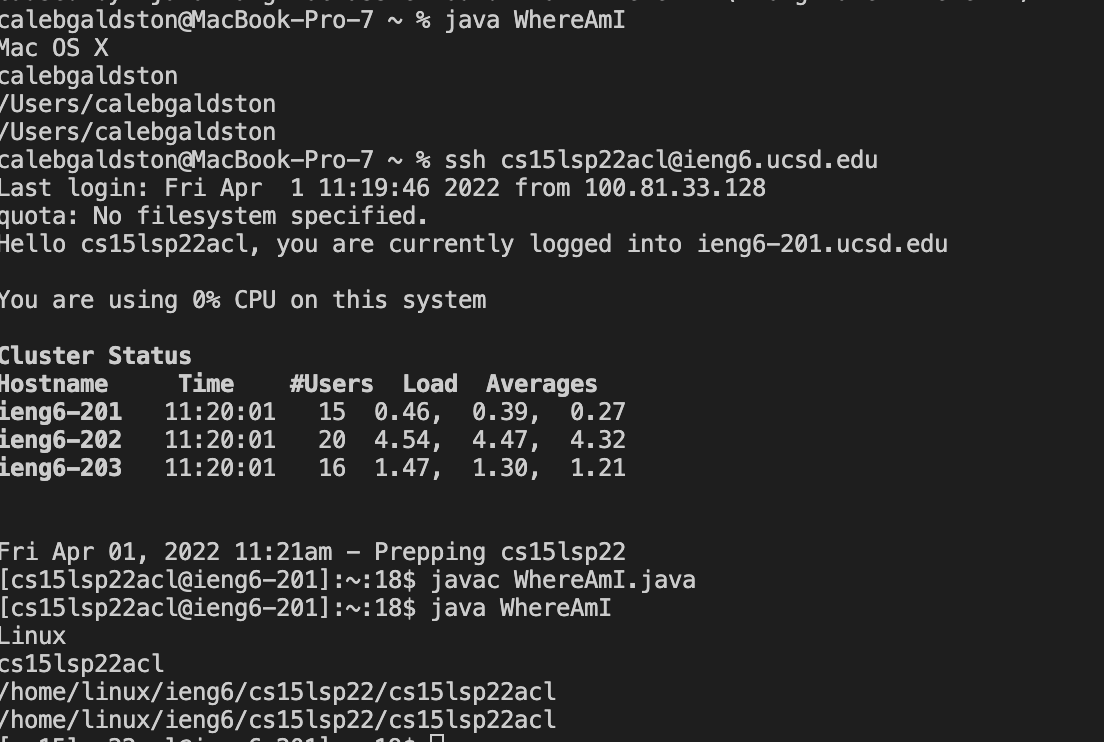 calebgaldston@MacBook-Pro-7 ~ % java WhereAmI
Mac OS X
calebgaldston
/Users/calebgaldston
/Users/calebgaldston
calebgaldston@MacBook-Pro-7 ~ % ssh cs15lsp22acl@ieng6.ucsd.edu
Last login: Fri Apr  1 11:19:46 2022 from 100.81.33.128
quota: No filesystem specified.
Hello cs15lsp22acl, you are currently logged into ieng6-201.ucsd.edu
You are using 0% CPU on this system
Cluster Status
Hostname     Time    #Users  Load  Averages
ieng6-201   11:20:01   15  0.46,  0.39,  0.27
ieng6-202   11:20:01   20  4.54,  4.47,  4.32
ieng6-203   11:20:01   16  1.47,  1.30,  1.21
Fri Apr 01, 2022 11:21am - Prepping cs15lsp22
[cs15lsp22acl@ieng6-201]:~:18$ javac WhereAmI.java
[cs15lsp22acl@ieng6-201]:~:18$ java WhereAmI
Linux
cs15lsp22acl
/home/linux/ieng6/cs15lsp22/cs15lsp22acl
/home/linux/ieng6/cs15lsp22/cs15lsp22acl